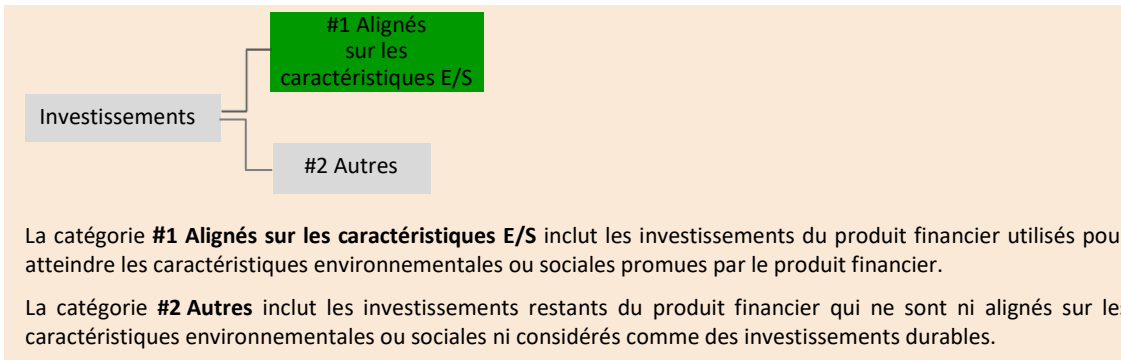 #1 Alignés
sur les
caractéristiques E/S
Investissements
#2 Autres
La catégorie #1 Alignés sur les caractéristiques E/S inclut les investissements du produit financier utilisés pou
atteindre les caractéristiques environnementales ou sociales promues par le produit financier.
La catégorie #2 Autres inclut les investissements restants du produit financier qui ne sont ni alignés sur les
caractéristiques environnementales ou sociales ni considérés comme des investissements durables.